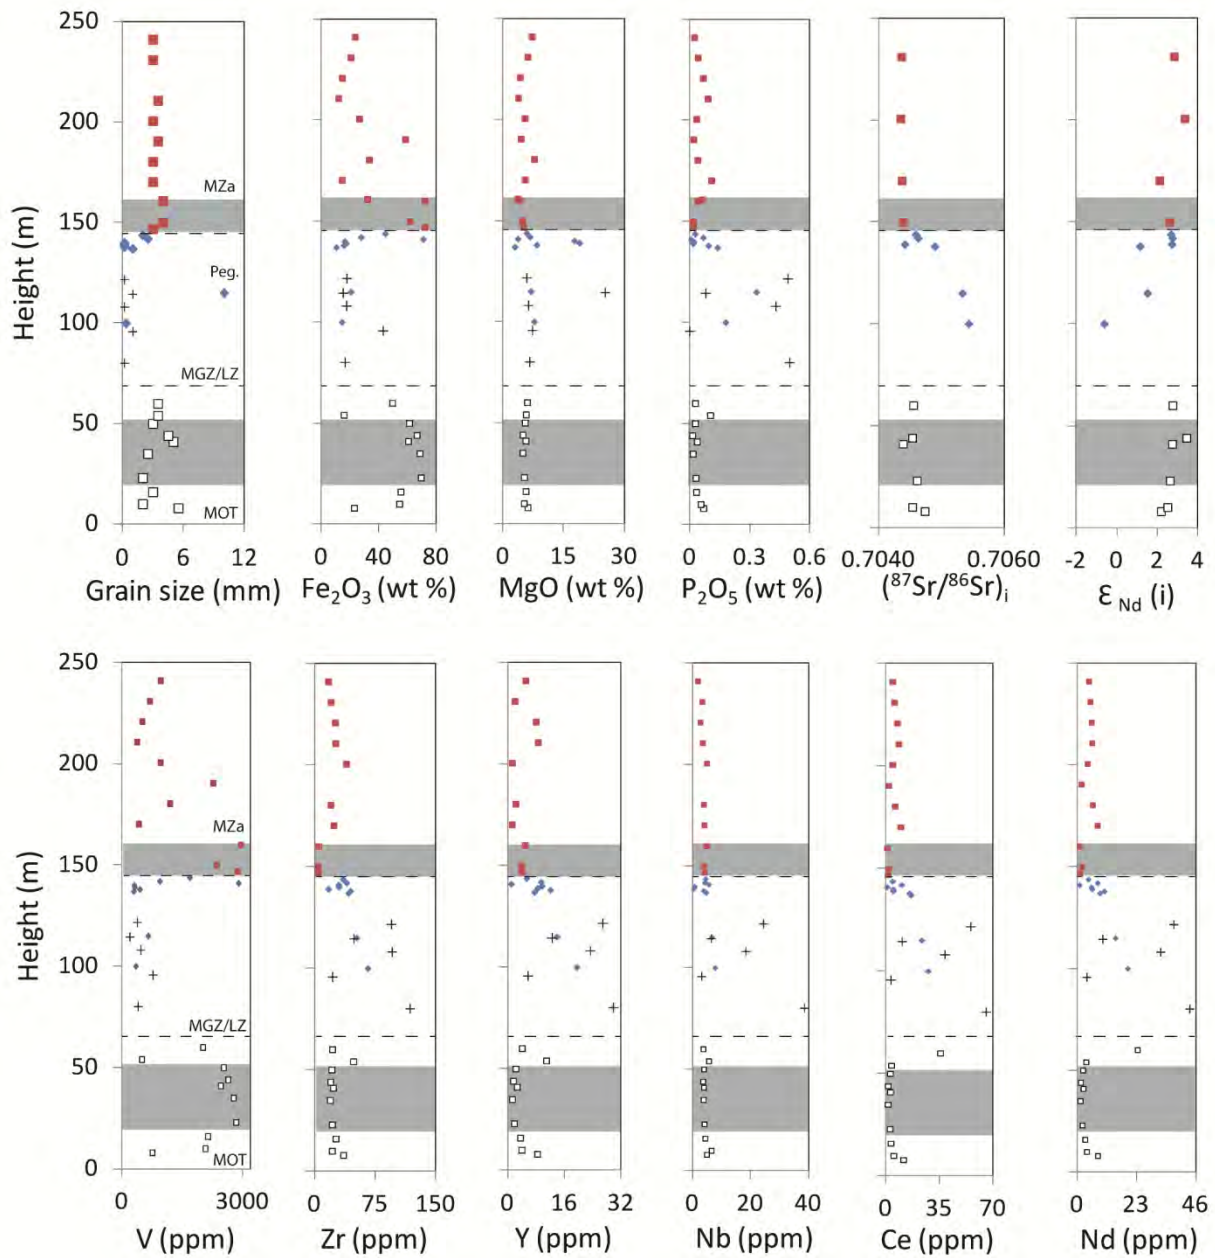 250
200
150
100
50
0
Height (m)
MZa
Peg.
MGZ/LZ
MOT
0 6 12
Grain size (mm)
0 40 80
Fe₂O₃ (wt %)
0 15 30
MgO (wt %)
0 0.3 0.6
P₂O₅ (wt %)
0.7040 0.7060
(⁸⁷Sr/⁸⁶Sr)ᵢ
-2 0 2 4
Ɛ Nd (i)
250
200
150
100
50
0
Height (m)
MZa
MGZ/LZ
MOT
0 3000
V (ppm)
0 75 150
Zr (ppm)
0 16 32
Y (ppm)
0 20 40
Nb (ppm)
0 35 70
Ce (ppm)
0 23 46
Nd (ppm)